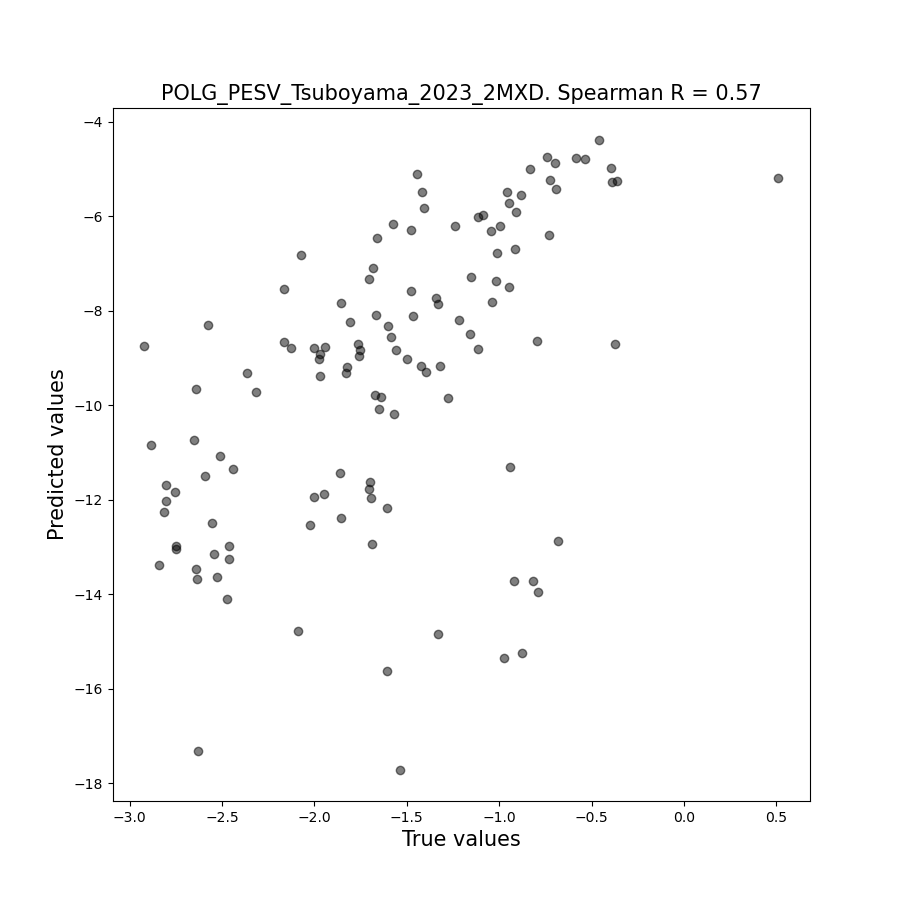 POLG_PESV_Tsuboyama_2023_2MXD. Spearman R = 0.57
−4
−6
−8
−10
−12
−14
−16
−18
Predicted values
−3.0 −2.5 −2.0 −1.5 −1.0 −0.5 0.0 0.5
True values